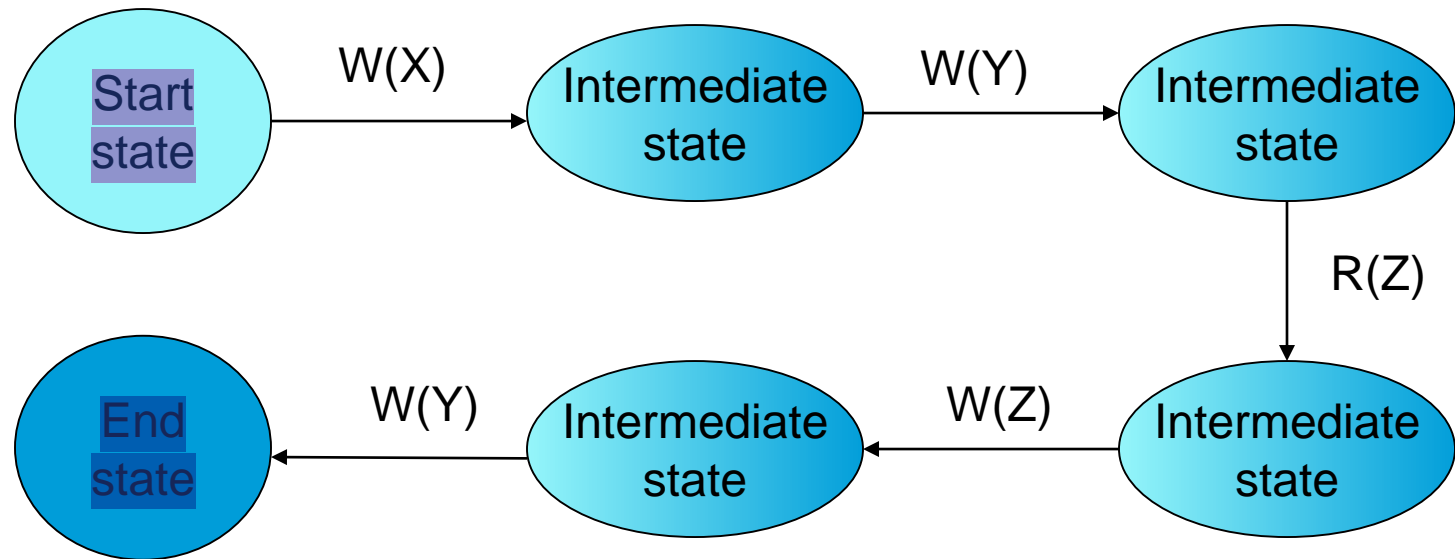 Start
state
W(X)
Intermediate
state
W(Y)
Intermediate
state
R(Z)
Intermediate
state
W(Z)
Intermediate
state
W(Y)
End
state